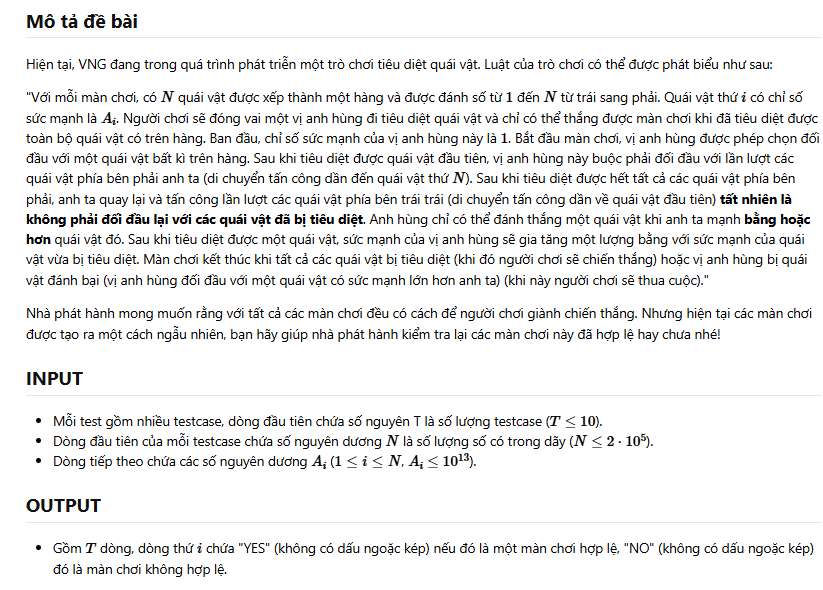 Mô tả đề bài
Hiện tại, VNG đang trong quá trình phát triễn một trò chơi tiêu diệt quái vật. Luật của trò chơi có thể được phát biểu như sau:
"Với mỗi màn chơi, có N quái vật được xếp thành một hàng và được đánh số từ 1 đến N từ trái sang phải. Quái vật thứ i có chỉ số
sức mạnh là A_i. Người chơi sẽ đóng vai một vị anh hùng đi tiêu diệt quái vật và chỉ có thể thắng được màn chơi khi đã tiêu diệt được
toàn bộ quái vật có trên hàng. Ban đầu, chỉ số sức mạnh của vị anh hùng này là 1. Bắt đầu màn chơi, vị anh hùng được phép chọn đối
đầu với một quái vật bất kì trên hàng. Sau khi tiêu diệt được quái vật đầu tiên, vị anh hùng này buộc phải đối đầu với lần lượt các
quái vật phía bên phải anh ta (di chuyển tấn công dần đến quái vật thứ N). Sau khi tiêu diệt được hết tất cả các quái vật phía bên
phải, anh ta quay lại và tấn công lần lượt các quái vật phía bên trái trái (di chuyển tấn công dần về quái vật đầu tiên) tất nhiên là
không phải đối đầu lại với các quái vật đã bị tiêu diệt. Anh hùng chỉ có thể đánh thắng một quái vật khi anh ta mạnh bằng hoặc
hơn quái vật đó. Sau khi tiêu diệt được một quái vật, sức mạnh của vị anh hùng sẽ gia tăng một lượng bằng với sức mạnh của quái
vật vừa bị tiêu diệt. Màn chơi kết thúc khi tất cả các quái vật bị tiêu diệt (khi đó người chơi sẽ chiến thắng) hoặc vị anh hùng bị quái
vật đánh bại (vị anh hùng đối đầu với một quái vật có sức mạnh lớn hơn anh ta) (khi này người chơi sẽ thua cuộc)."
Nhà phát hành mong muốn rằng với tất cả các màn chơi đều có cách để người chơi giành chiến thắng. Nhưng hiện tại các màn chơi
được tạo ra một cách ngẫu nhiên, bạn hãy giúp nhà phát hành kiểm tra lại các màn chơi này đã hợp lệ hay chưa nhé!
INPUT
• Mỗi test gồm nhiều testcase, dòng đầu tiên chứa số nguyên T là số lượng testcase (T ≤ 10).
• Dòng đầu tiên của mỗi testcase chứa số nguyên dương N là số lượng số có trong dãy (N ≤ 2 · 10^5).
• Dòng tiếp theo chứa các số nguyên dương A_i (1 ≤ i ≤ N, A_i ≤ 10^13).
OUTPUT
• Gồm T dòng, dòng thứ i chứa "YES" (không có dấu ngoặc kép) nếu đó là một màn chơi hợp lệ, "NO" (không có dấu ngoặc kép)
đó là màn chơi không hợp lệ.